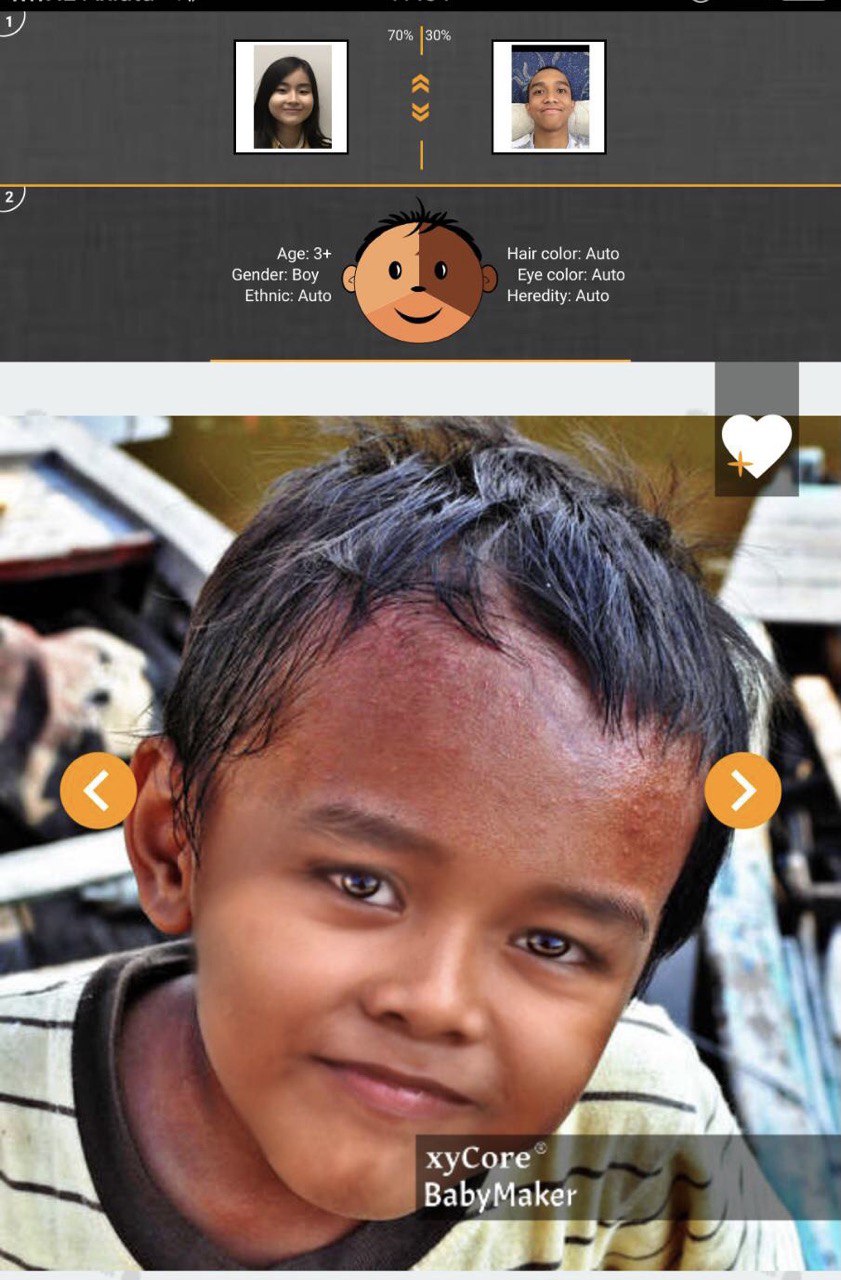 1
70%
30%
2
Age: 3+
Gender: Boy
Ethnic: Auto
Hair color: Auto
Eye color: Auto
Heredity: Auto
xyCore®
BabyMaker